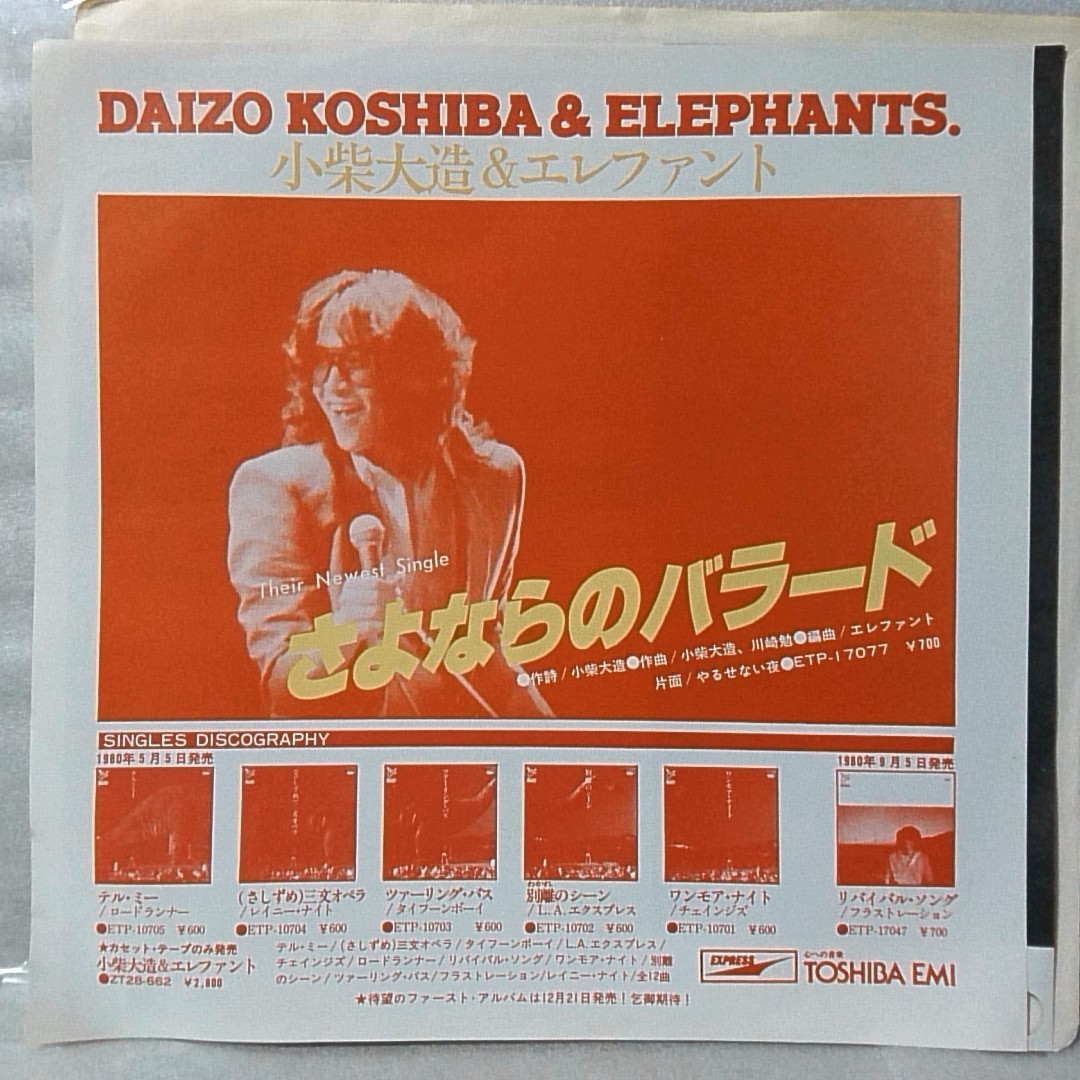 DAIZO KOSHIBA & ELEPHANTS.
小柴大造&エレファント
Their Newest Single
さよならのバラード
●作詩/小柴大造●作曲/小柴大造、川崎勉●編曲/エレファント
片面/やるせない夜●ETP-17077 ¥700
SINGLES DISCOGRAPHY
1980年5月5日発売
1980年9月5日発売
テル・ミー
/ロードランナー
●ETP-10705 ¥600
(さしずめ)三文オペラ
/レイニー・ナイト
●ETP-10704 ¥600
ツァーリング・バス
/タイフーンボーイ
●ETP-10703 ¥600
わかれ
別離のシーン
/L.A.エクスプレス
●ETP-10702 ¥600
ワンモア・ナイト
/チェインジズ
●ETP-10701 ¥600
リバイバル・ソング
/フラストレーション
●ETP-17047 ¥700
★カセット・テープのみ発売
小柴大造&エレファント
●ZT28-662 ¥2,800
テル・ミー/(さしずめ)三文オペラ/タイフーンボーイ/L.A.エクスプレス/
チェインジズ/ロードランナー/リバイバル・ソング/ワンモア・ナイト/別離
のシーン/ツァーリング・バス/フラストレーション/レイニー・ナイト/全12曲
EXPRESS
心への音楽
TOSHIBA EMI
★待望のファースト・アルバムは12月21日発売!乞御期待!